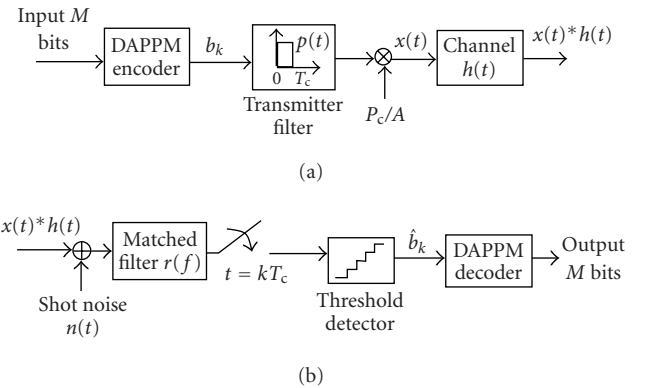 Input M
bits
DAPPM
encoder
b_k
p(t)
0 T_c
Transmitter
filter
x(t)
P_c/A
Channel
h(t)
x(t)*h(t)
(a)
x(t)*h(t)
Shot noise
n(t)
Matched
filter r(f)
t = kT_c
Threshold
detector
b̂_k
DAPPM
decoder
Output
M bits
(b)